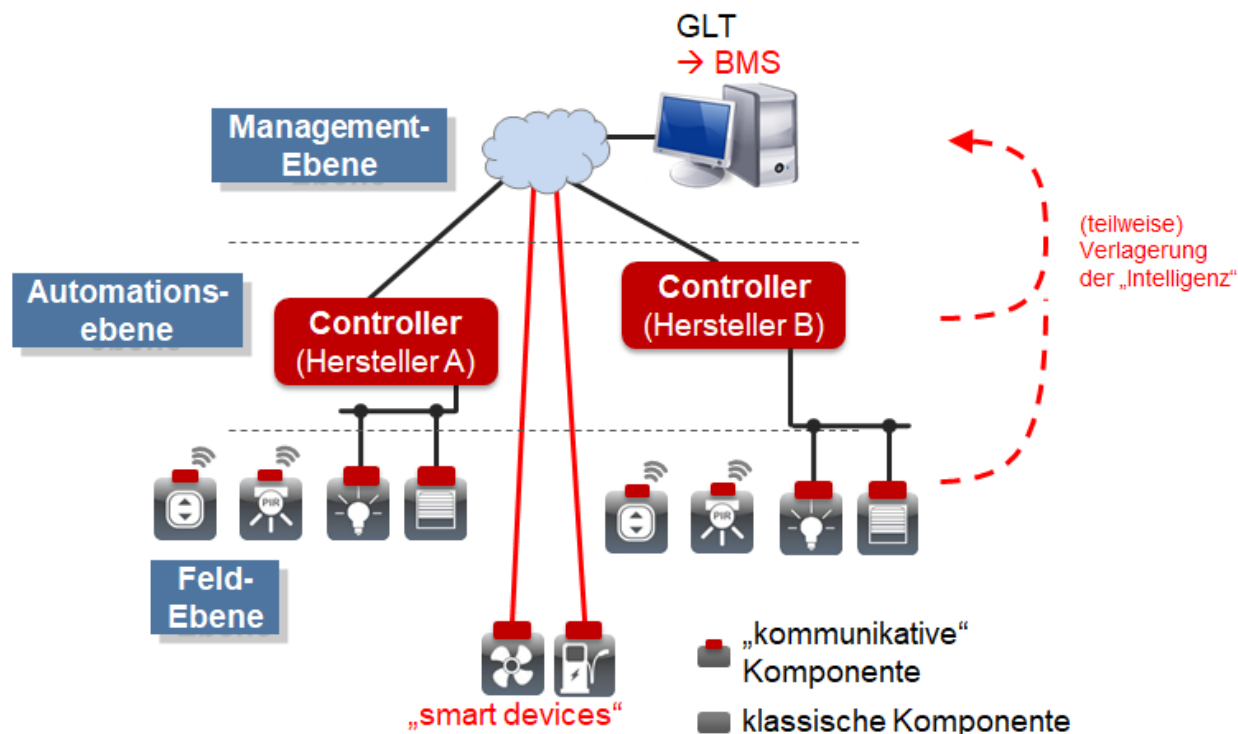 GLT
→ BMS
Management-
Ebene
(teilweise)
Verlagerung
der „Intelligenz“
Automations-
ebene
Controller
(Hersteller A)
Controller
(Hersteller B)
PIR
PIR
Feld-
Ebene
„smart devices“
„kommunikative“
Komponente
klassische Komponente